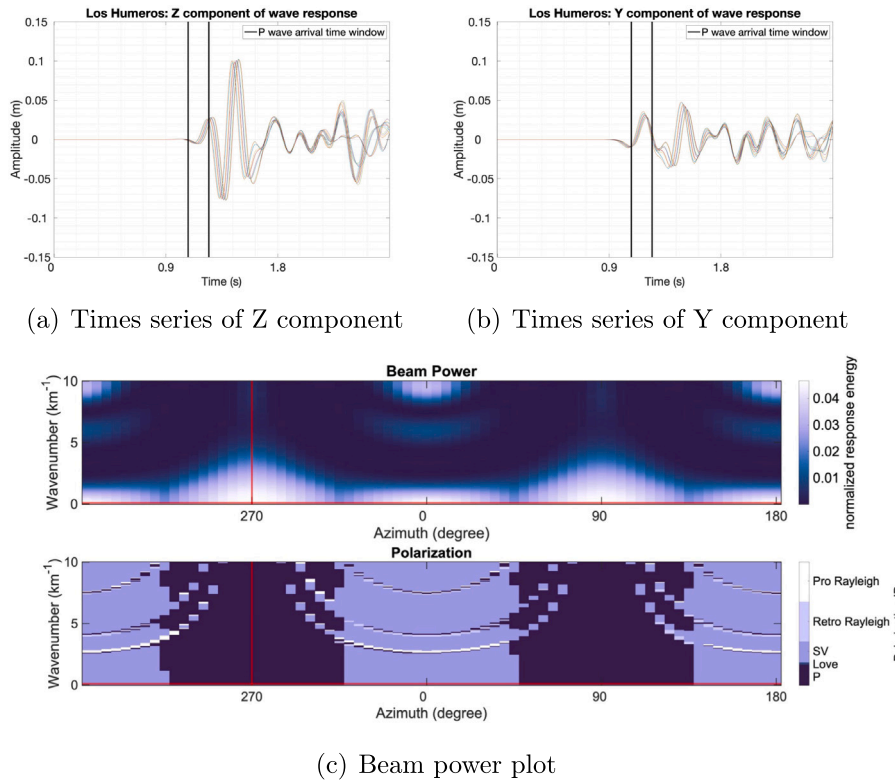 Los Humeros: Z component of wave response
P wave arrival time window
Amplitude (m)
0.15
0.1
0.05
0
-0.05
-0.1
-0.15
0
0.9
1.8
Time (s)
(a) Times series of Z component
Los Humeros: Y component of wave response
P wave arrival time window
Amplitude (m)
0.15
0.1
0.05
0
-0.05
-0.1
-0.15
0
0.9
1.8
Time (s)
(b) Times series of Y component
Beam Power
Wavenumber (km-1)
10
5
0
270
0
90
180
Azimuth (degree)
0.04
0.03
0.02
0.01
normalized response energy
Polarization
Wavenumber (km-1)
10
5
0
270
0
90
180
Azimuth (degree)
Pro Rayleigh
Retro Rayleigh
SV
Love
P
(c) Beam power plot